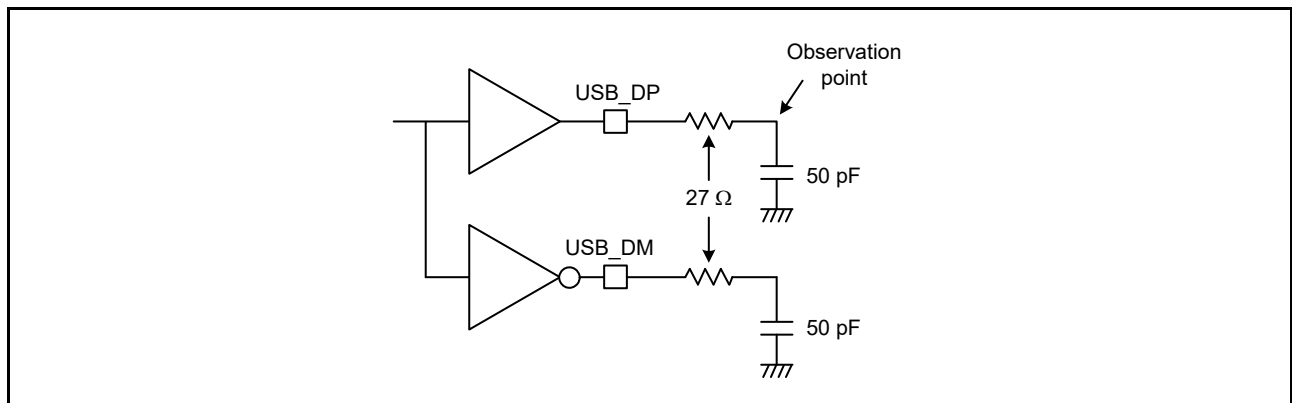 Observation
point
USB_DP
50 pF
27 Ω
USB_DM
50 pF